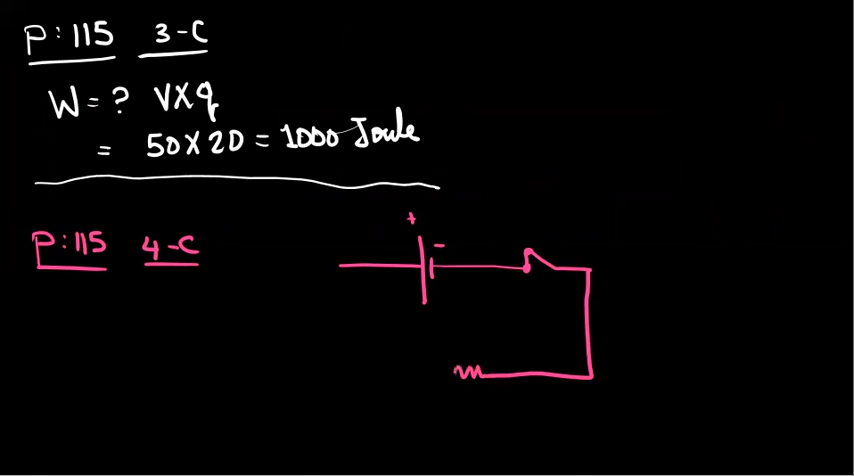 P:115 3-C
W = ? V×q
= 50×20 = 1000 Joule
P:115 4-C
+
-